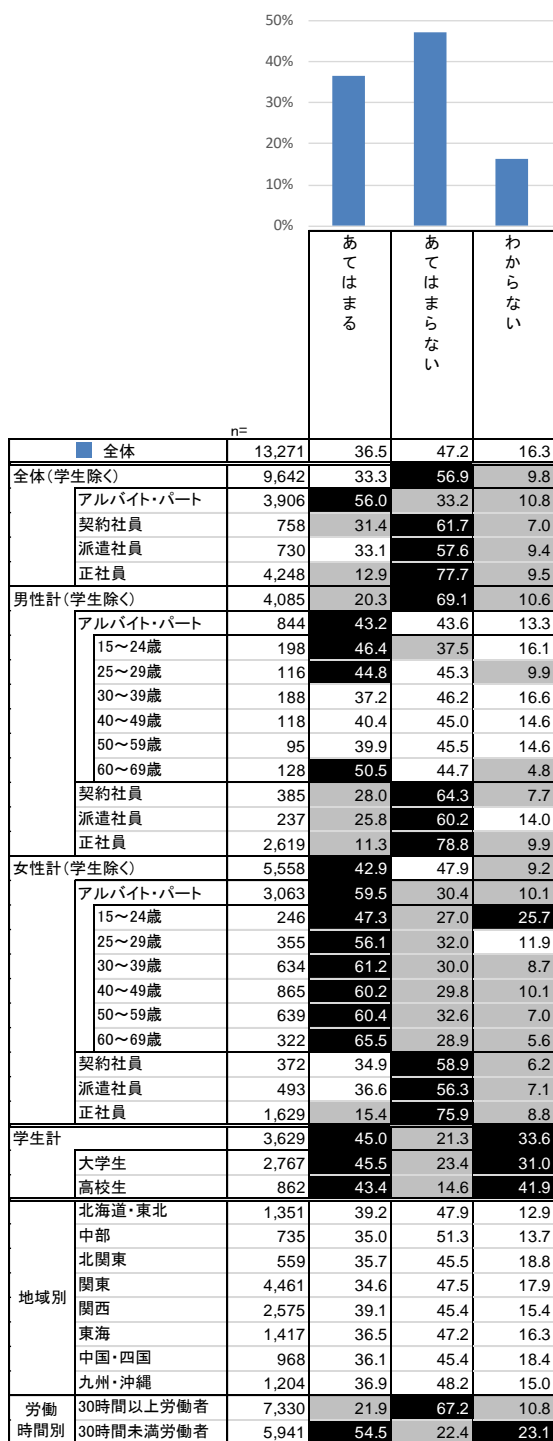 50%
40%
30%
20%
10%
0%
あてはまる
あてはまらない
わからない
n=
全体 13,271 36.5 47.2 16.3
全体(学生除く) 9,642 33.3 56.9 9.8
アルバイト・パート 3,906 56.0 33.2 10.8
契約社員 758 31.4 61.7 7.0
派遣社員 730 33.1 57.6 9.4
正社員 4,248 12.9 77.7 9.5
男性計(学生除く) 4,085 20.3 69.1 10.6
アルバイト・パート 844 43.2 43.6 13.3
15～24歳 198 46.4 37.5 16.1
25～29歳 116 44.8 45.3 9.9
30～39歳 188 37.2 46.2 16.6
40～49歳 118 40.4 45.0 14.6
50～59歳 95 39.9 45.5 14.6
60～69歳 128 50.5 44.7 4.8
契約社員 385 28.0 64.3 7.7
派遣社員 237 25.8 60.2 14.0
正社員 2,619 11.3 78.8 9.9
女性計(学生除く) 5,558 42.9 47.9 9.2
アルバイト・パート 3,063 59.5 30.4 10.1
15～24歳 246 47.3 27.0 25.7
25～29歳 355 56.1 32.0 11.9
30～39歳 634 61.2 30.0 8.7
40～49歳 865 60.2 29.8 10.1
50～59歳 639 60.4 32.6 7.0
60～69歳 322 65.5 28.9 5.6
契約社員 372 34.9 58.9 6.2
派遣社員 493 36.6 56.3 7.1
正社員 1,629 15.4 75.9 8.8
学生計 3,629 45.0 21.3 33.6
大学生 2,767 45.5 23.4 31.0
高校生 862 43.4 14.6 41.9
地域別
北海道・東北 1,351 39.2 47.9 12.9
中部 735 35.0 51.3 13.7
北関東 559 35.7 45.5 18.8
関東 4,461 34.6 47.5 17.9
関西 2,575 39.1 45.4 15.4
東海 1,417 36.5 47.2 16.3
中国・四国 968 36.1 45.4 18.4
九州・沖縄 1,204 36.9 48.2 15.0
労働
時間別
30時間以上労働者 7,330 21.9 67.2 10.8
30時間未満労働者 5,941 54.5 22.4 23.1